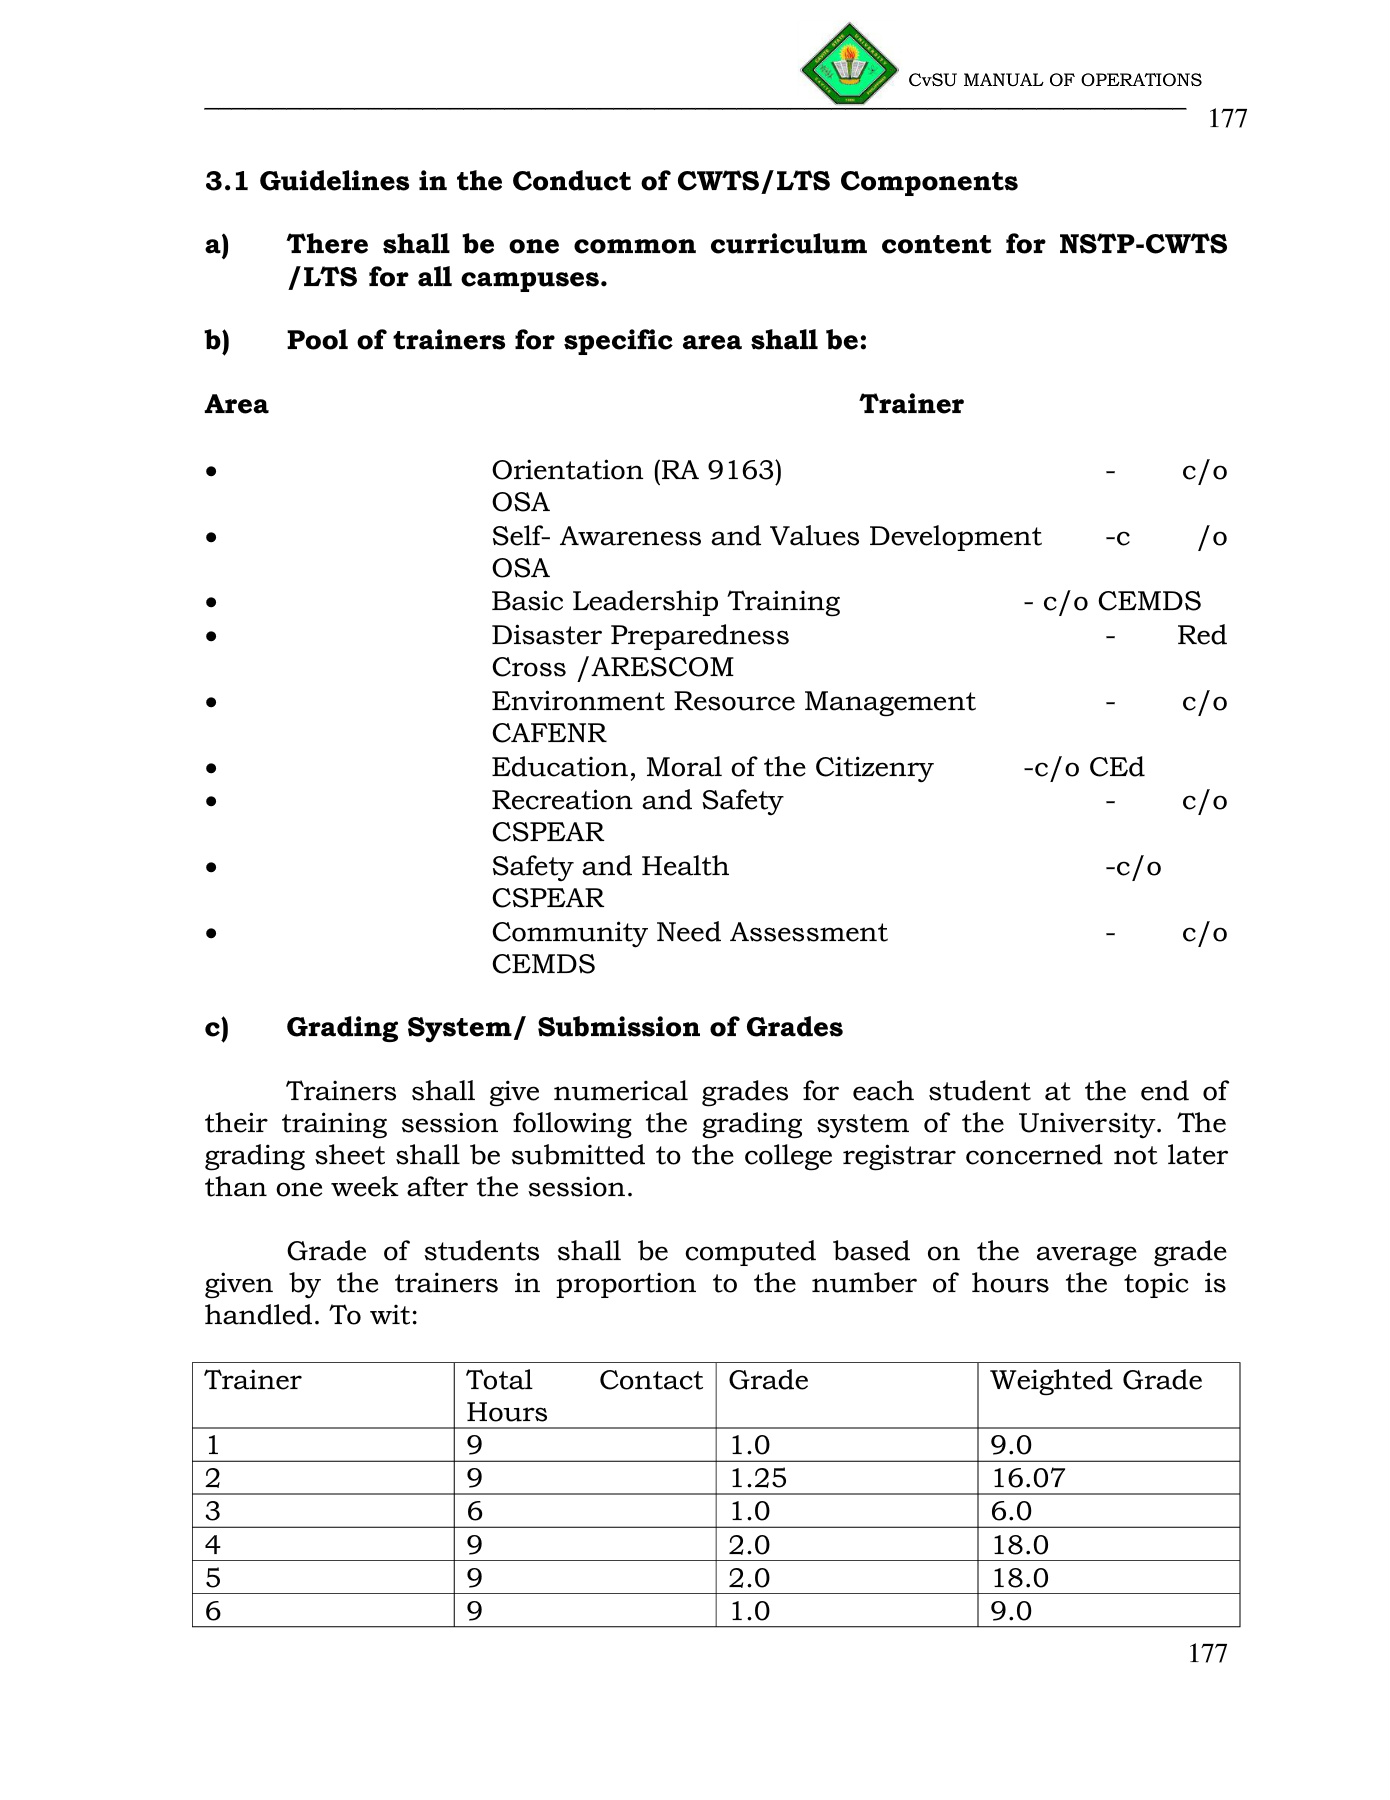 CvSU MANUAL OF OPERATIONS
177
3.1 Guidelines in the Conduct of CWTS/LTS Components
a) There shall be one common curriculum content for NSTP-CWTS
/LTS for all campuses.
b) Pool of trainers for specific area shall be:
Area Trainer
• Orientation (RA 9163) - c/o
OSA
• Self- Awareness and Values Development -c /o
OSA
• Basic Leadership Training - c/o CEMDS
• Disaster Preparedness - Red
Cross /ARESCOM
• Environment Resource Management - c/o
CAFENR
• Education, Moral of the Citizenry -c/o CEd
• Recreation and Safety - c/o
CSPEAR
• Safety and Health -c/o
CSPEAR
• Community Need Assessment - c/o
CEMDS
c) Grading System/ Submission of Grades
Trainers shall give numerical grades for each student at the end of
their training session following the grading system of the University. The
grading sheet shall be submitted to the college registrar concerned not later
than one week after the session.
Grade of students shall be computed based on the average grade
given by the trainers in proportion to the number of hours the topic is
handled. To wit:
Trainer Total Contact Grade Weighted Grade
Hours
1 9 1.0 9.0
2 9 1.25 16.07
3 6 1.0 6.0
4 9 2.0 18.0
5 9 2.0 18.0
6 9 1.0 9.0
177